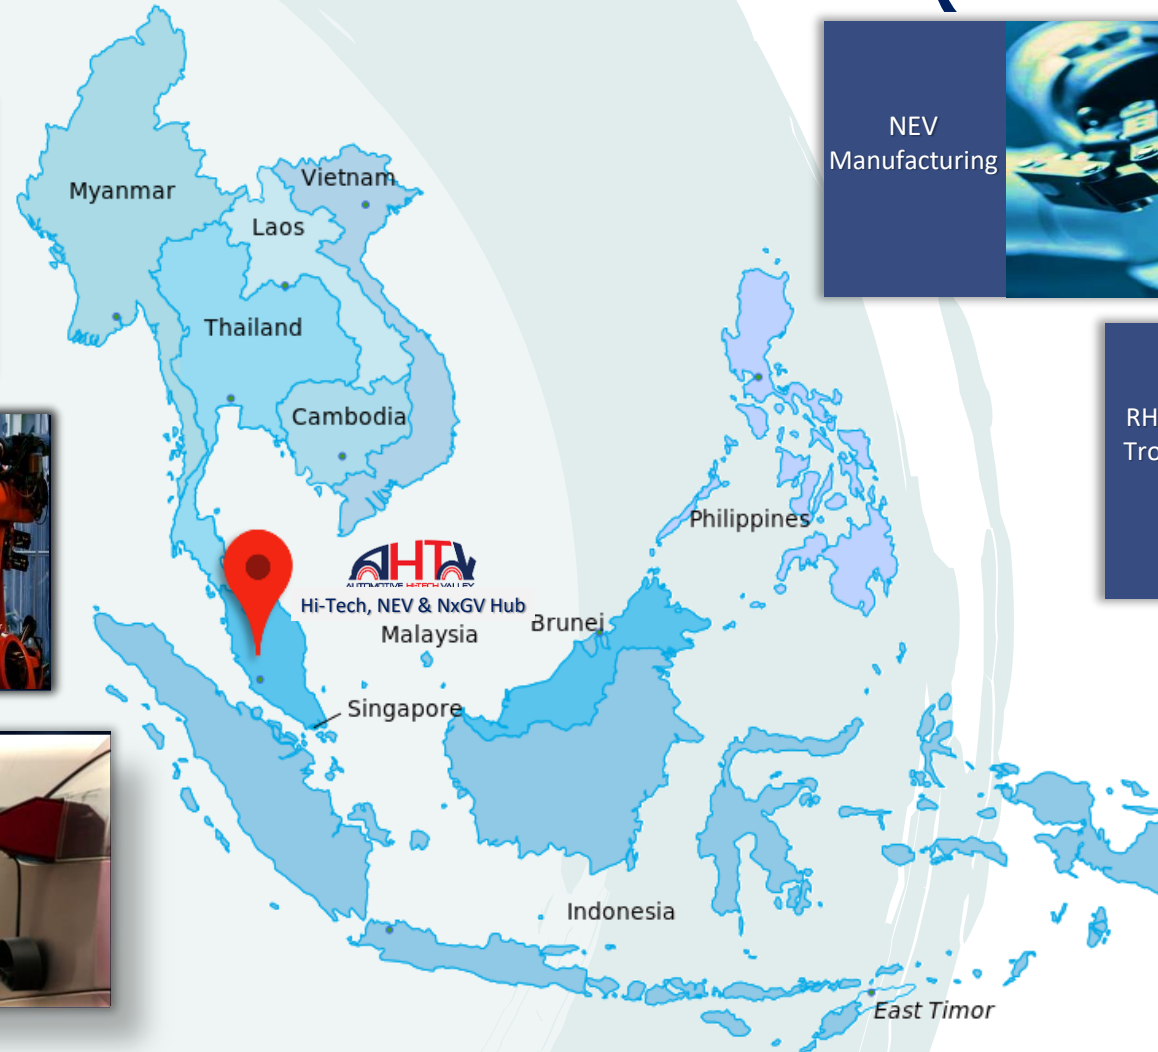 NEV
Manufacturing
Myanmar
Vietnam
Laos
Thailand
Cambodia
RH
Tro
Philippines
AHTV
AUTOMOTIVE HI-TECH VALLEY
Hi-Tech, NEV & NxGV Hub
Brunei
Malaysia
Singapore
Indonesia
East Timor